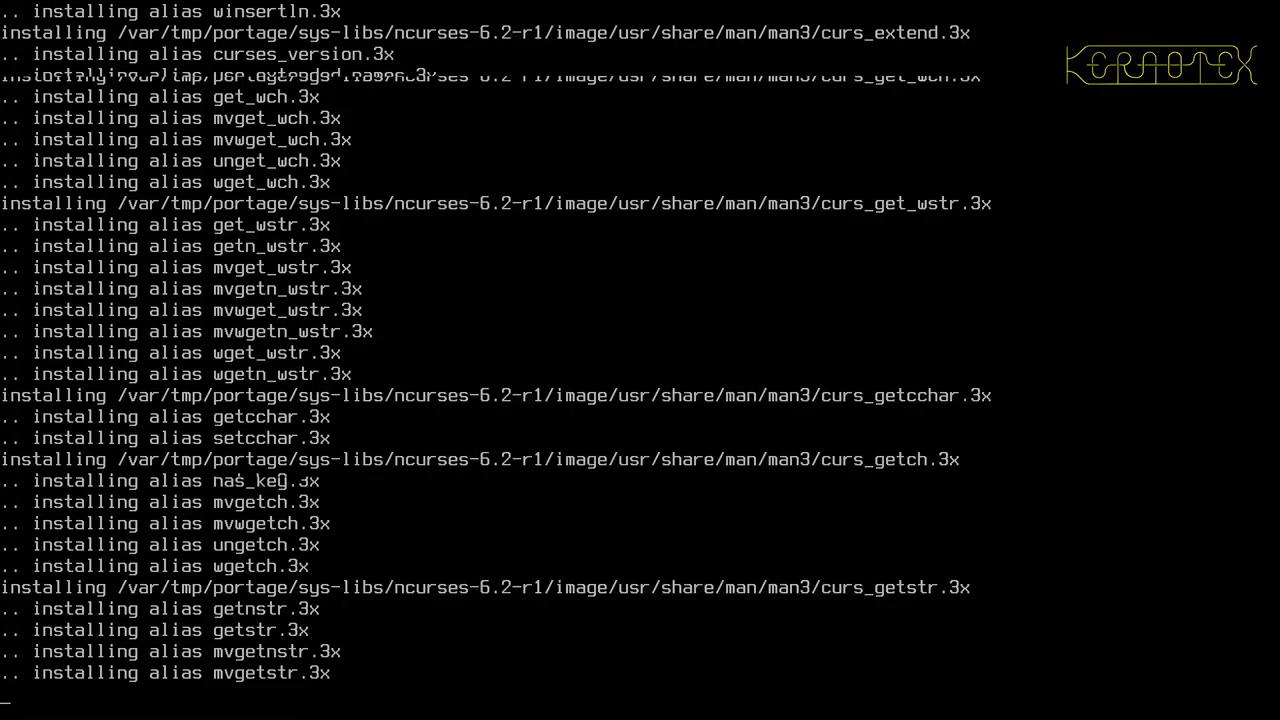 .. installing alias winsertln.3x
installing /var/tmp/portage/sys-libs/ncurses-6.2-r1/image/usr/share/man/man3/curs_extend.3x
.. installing alias curses_version.3x
.. installing alias use_extended_names.3x
.. installing alias get_wch.3x
.. installing alias mvget_wch.3x
.. installing alias mvwget_wch.3x
.. installing alias unget_wch.3x
.. installing alias wget_wch.3x
installing /var/tmp/portage/sys-libs/ncurses-6.2-r1/image/usr/share/man/man3/curs_get_wstr.3x
.. installing alias get_wstr.3x
.. installing alias getn_wstr.3x
.. installing alias mvget_wstr.3x
.. installing alias mvgetn_wstr.3x
.. installing alias mvwget_wstr.3x
.. installing alias mvwgetn_wstr.3x
.. installing alias wget_wstr.3x
.. installing alias wgetn_wstr.3x
installing /var/tmp/portage/sys-libs/ncurses-6.2-r1/image/usr/share/man/man3/curs_getcchar.3x
.. installing alias getcchar.3x
.. installing alias setcchar.3x
installing /var/tmp/portage/sys-libs/ncurses-6.2-r1/image/usr/share/man/man3/curs_getch.3x
.. installing alias has_key.3x
.. installing alias mvgetch.3x
.. installing alias mvwgetch.3x
.. installing alias ungetch.3x
.. installing alias wgetch.3x
installing /var/tmp/portage/sys-libs/ncurses-6.2-r1/image/usr/share/man/man3/curs_getstr.3x
.. installing alias getnstr.3x
.. installing alias getstr.3x
.. installing alias mvgetnstr.3x
.. installing alias mvgetstr.3x